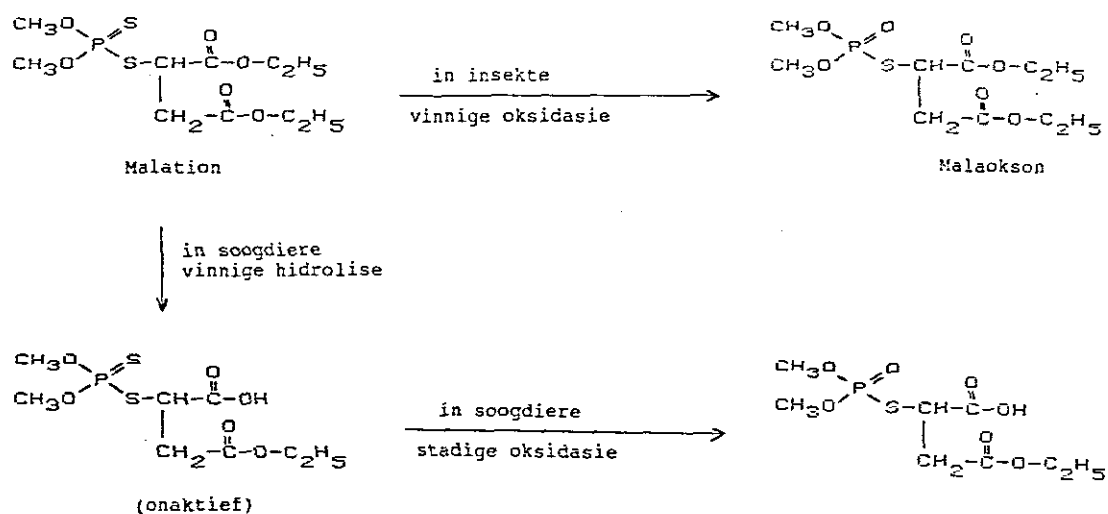 CH3O S
P O
CH3O S-CH-C-O-C2H5
O
CH2-C-O-C2H5
Malation
in insekte
vinnige oksidasie
CH3O O
P O
CH3O S-CH-C-O-C2H5
O
CH2-C-O-C2H5
Malaokson
in soogdiere
vinnige hidrolise
CH3O S
P O
CH3O S-CH-C-OH
O
CH2-C-O-C2H5
(onaktief)
in soogdiere
stadige oksidasie
CH3O O
P O
CH3O S-CH-C-OH
O
CH2-C-O-C2H5